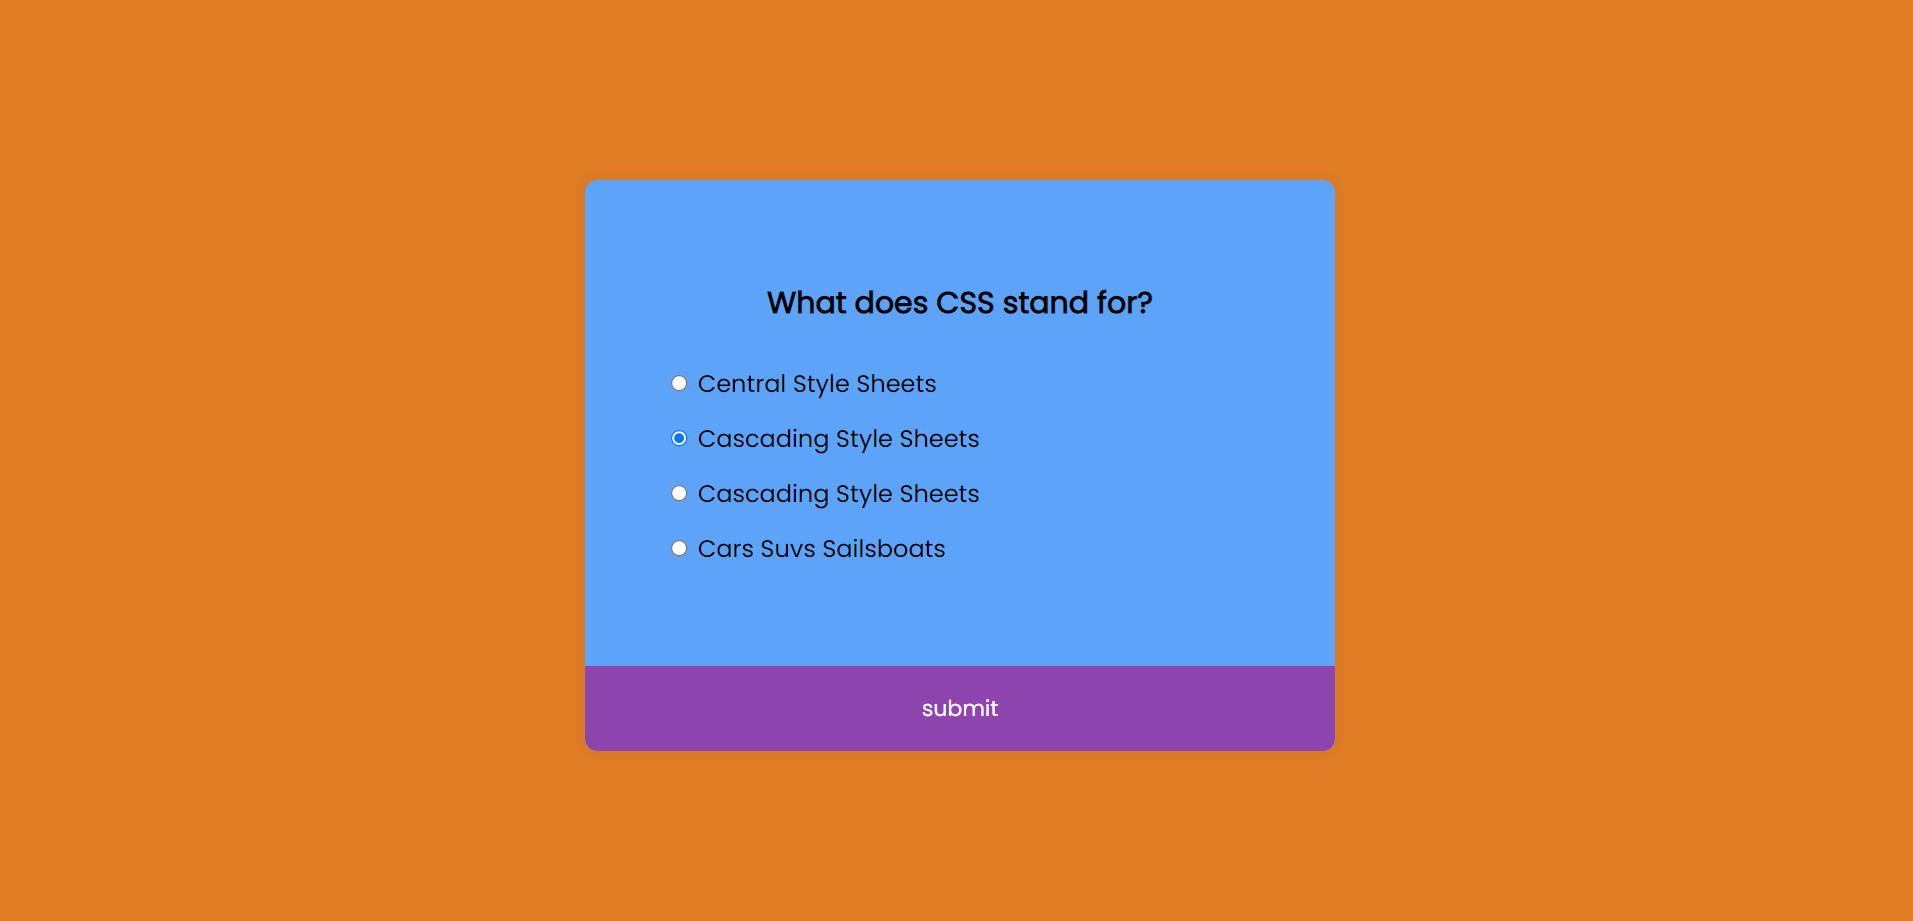 What does CSS stand for?
Central Style Sheets
Cascading Style Sheets
Cascading Style Sheets
Cars Suvs Sailsboats
submit